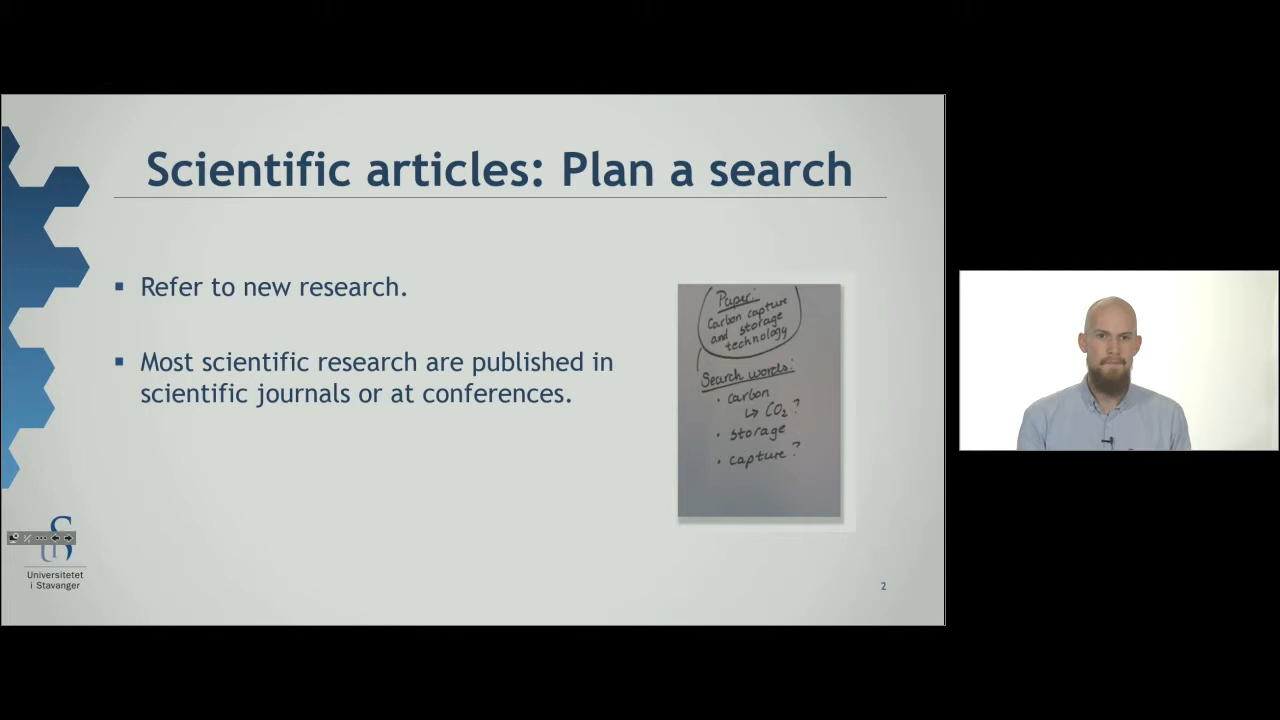 Scientific articles: Plan a search
Refer to new research.
Most scientific research are published in
scientific journals or at conferences.
Paper:
Carbon capture
and storage
technology
Search words:
• carbon
↳ CO₂?
• storage
• capture?
Universitetet
i Stavanger
2